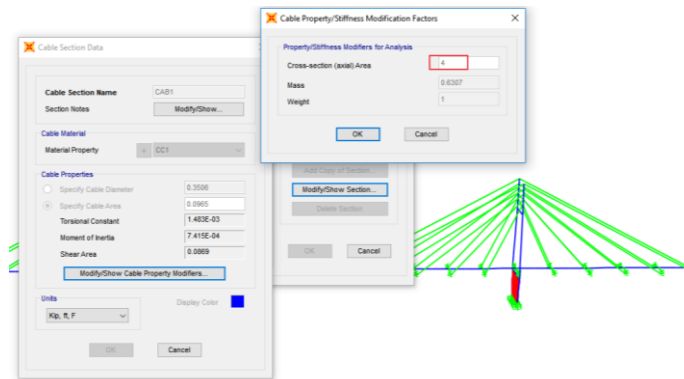 Cable Property/Stiffness Modification Factors
Property/Stiffness Modifiers for Analysis
Cross-section (axial) Area 4
Mass 0.6307
Weight 1
OK Cancel
Cable Section Data
Cable Section Name CAB1
Section Notes Modify/Show...
Cable Material
Material Property + CC1
Cable Properties
Specify Cable Diameter 0.3506
Specify Cable Area 0.0965
Torsional Constant 1.483E-03
Moment of Inertia 7.415E-04
Shear Area 0.0869
Modify/Show Cable Property Modifiers...
Units
Kip, ft, F
Display Color
OK Cancel
Add Copy of Section...
Modify/Show Section...
Delete Section
OK Cancel